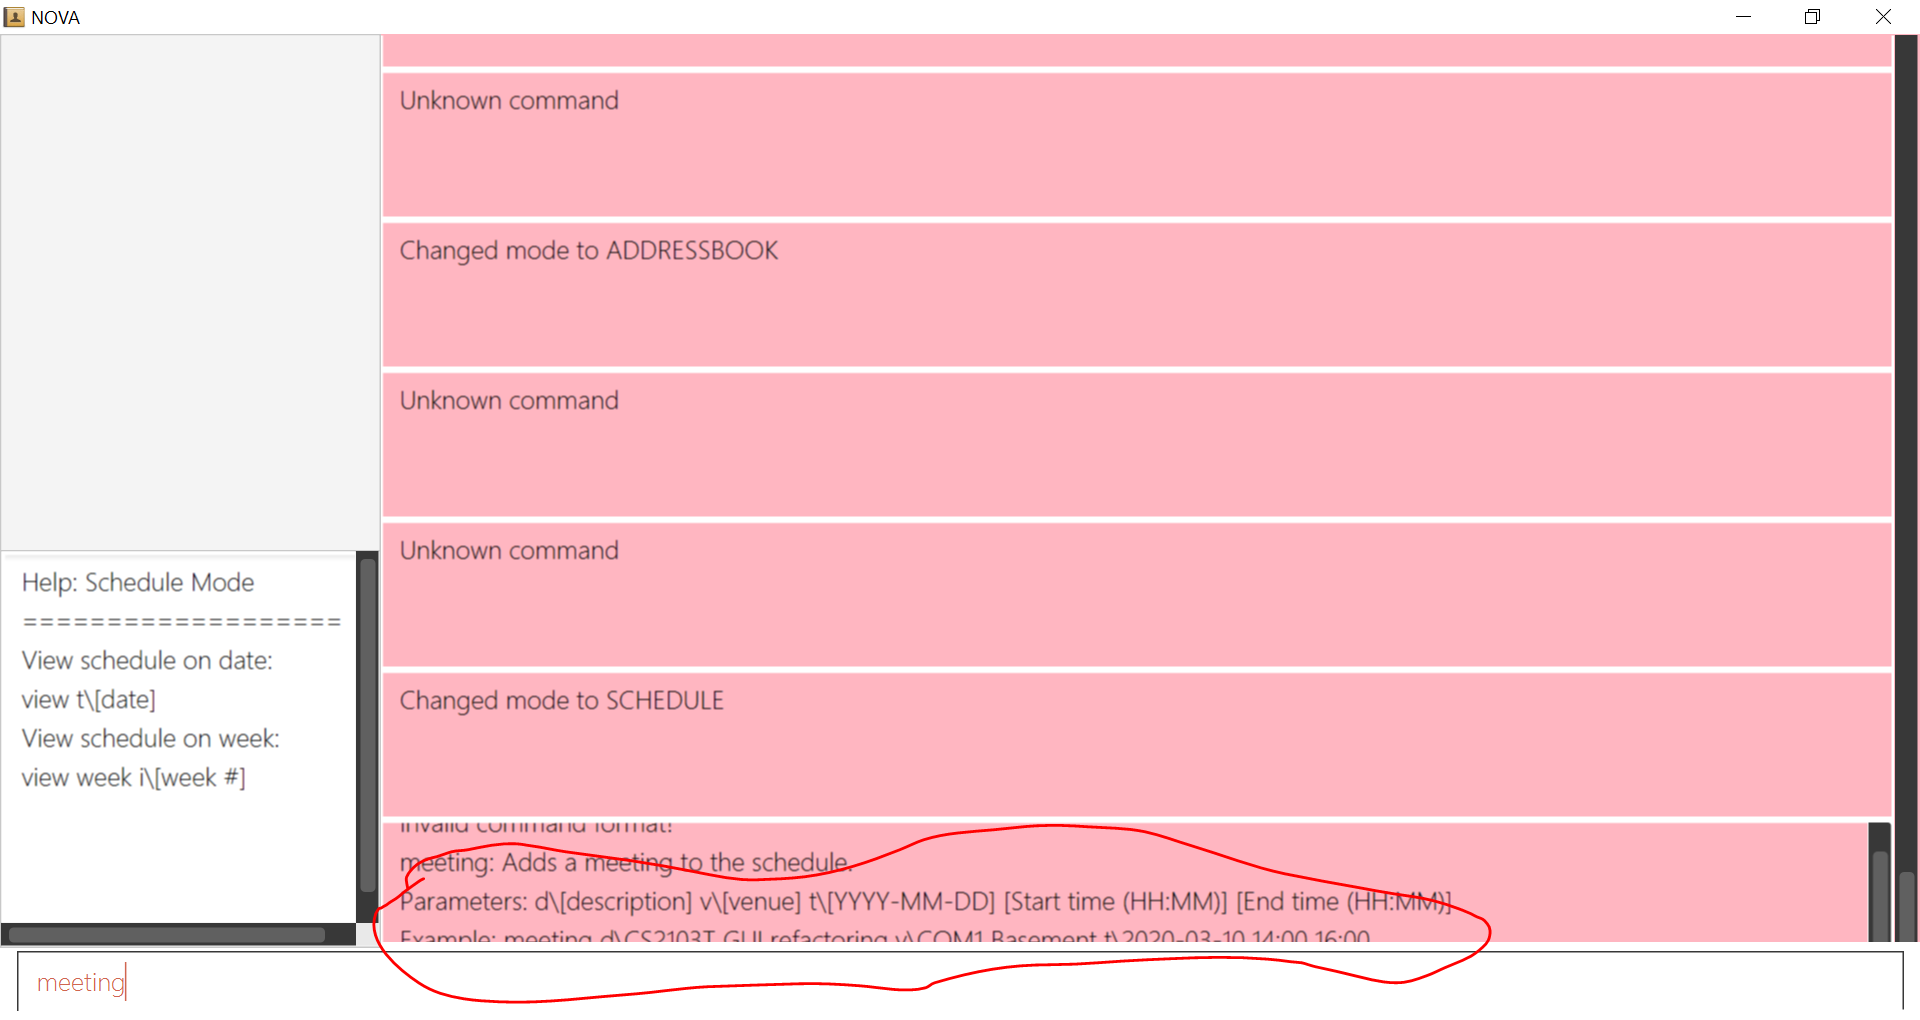 NOVA
Unknown command
Changed mode to ADDRESSBOOK
Unknown command
Unknown command
Changed mode to SCHEDULE
Invalid command format!
meeting: Adds a meeting to the schedule.
Parameters: d\[description] v\[venue] t\[YYYY-MM-DD] [Start time (HH:MM)] [End time (HH:MM)]
Example: meeting d\CS2103T GUI refactoring v\COM1 Basement t\2020-03-10 14:00 16:00
Help: Schedule Mode
===================
View schedule on date:
view t\[date]
View schedule on week:
view week i\[week #]
meeting